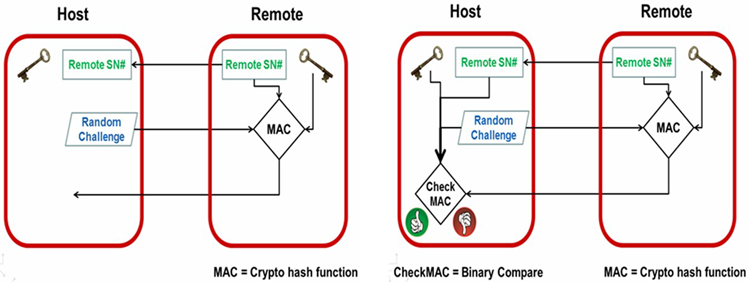 Host
Remote
Remote SN#
Remote SN#
Random
Challenge
MAC
MAC = Crypto hash function
Host
Remote
Remote SN#
Remote SN#
Random
Challenge
MAC
Check
MAC
CheckMAC = Binary Compare
MAC = Crypto hash function